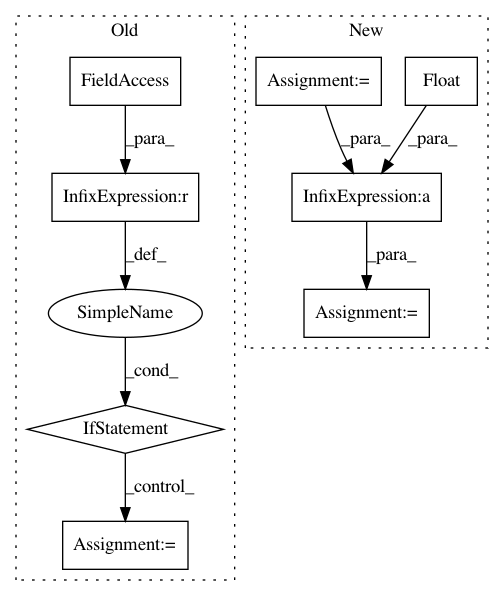 Old
New
FieldAccess
Assignment:=
Float
_para_
_para_
_para_
InfixExpression:r
InfixExpression:a
_def_
_para_
SimpleName
Assignment:=
_cond_
IfStatement
_control_
Assignment:=